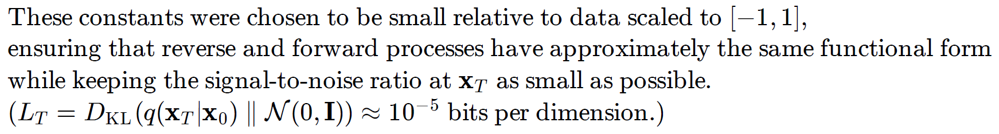 These constants were chosen to be small relative to data scaled to [−1, 1],
ensuring that reverse and forward processes have approximately the same functional form
while keeping the signal-to-noise ratio at $\mathbf{x}_T$ as small as possible.
($L_T = D_{\mathrm{KL}}(q(\mathbf{x}_T|\mathbf{x}_0) \parallel \mathcal{N}(0, \mathbf{I})) \approx 10^{-5}$ bits per dimension.)